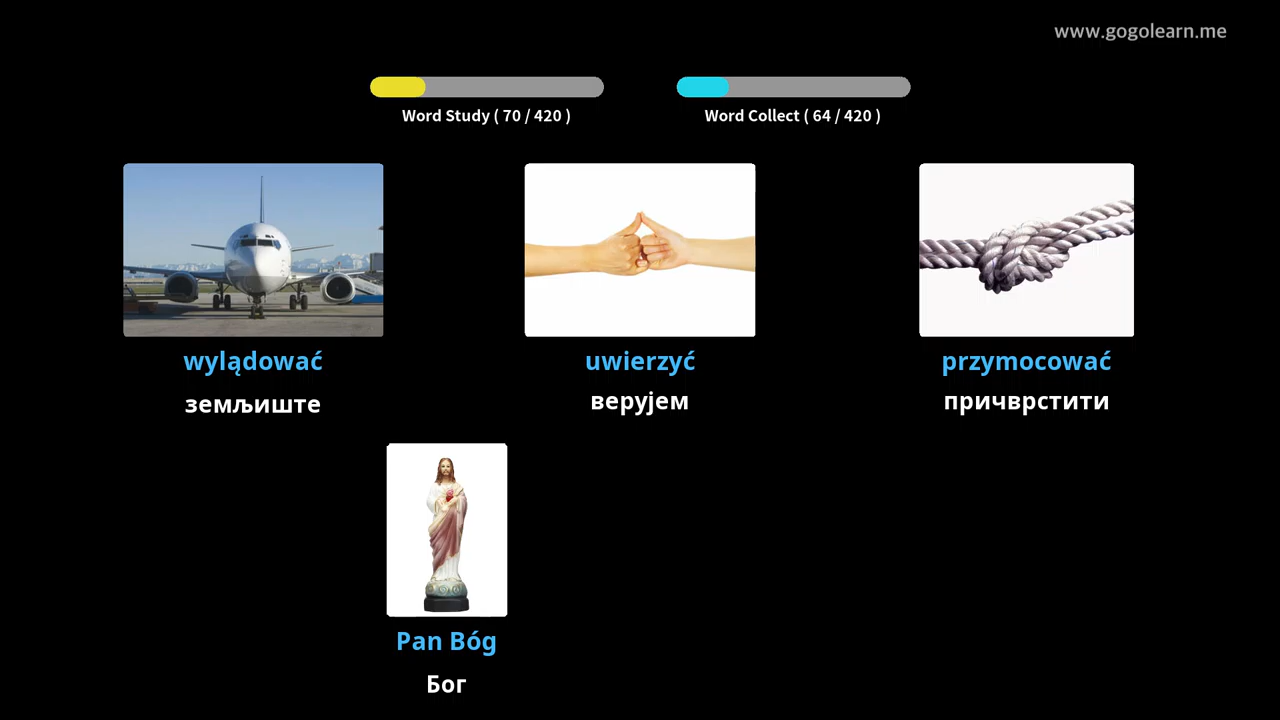 www.gogolearn.me
Word Study ( 70 / 420 )
Word Collect ( 64 / 420 )
wylądować
земљиште
uwierzyć
верујем
przymocować
причврстити
Pan Bóg
Бог